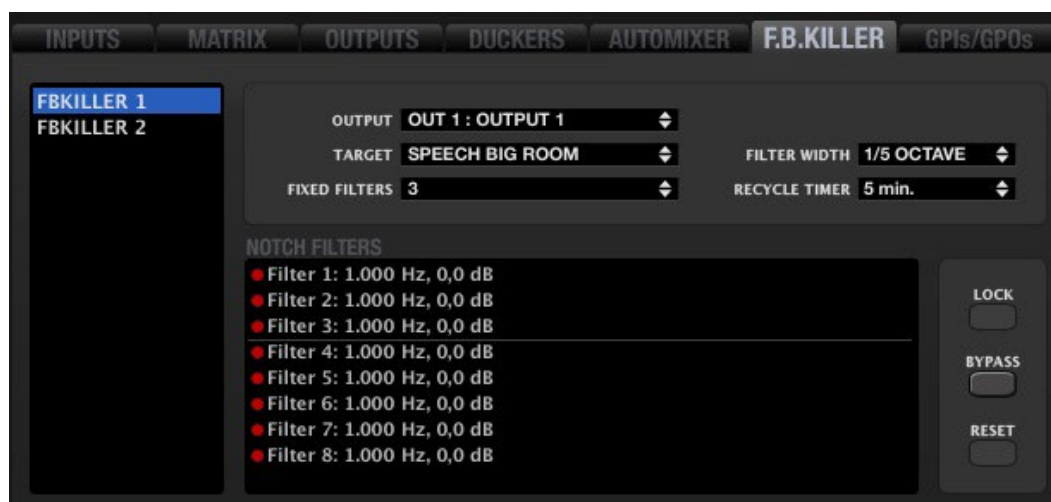 INPUTS MATRIX OUTPUTS DUCKERS AUTOMIXER F.B.KILLER GPIs/GPOs
FBKILLER 1
FBKILLER 2
OUTPUT OUT 1 : OUTPUT 1
TARGET SPEECH BIG ROOM FILTER WIDTH 1/5 OCTAVE
FIXED FILTERS 3 RECYCLE TIMER 5 min.
NOTCH FILTERS
Filter 1: 1.000 Hz, 0,0 dB
Filter 2: 1.000 Hz, 0,0 dB
Filter 3: 1.000 Hz, 0,0 dB
Filter 4: 1.000 Hz, 0,0 dB
Filter 5: 1.000 Hz, 0,0 dB
Filter 6: 1.000 Hz, 0,0 dB
Filter 7: 1.000 Hz, 0,0 dB
Filter 8: 1.000 Hz, 0,0 dB
LOCK
BYPASS
RESET